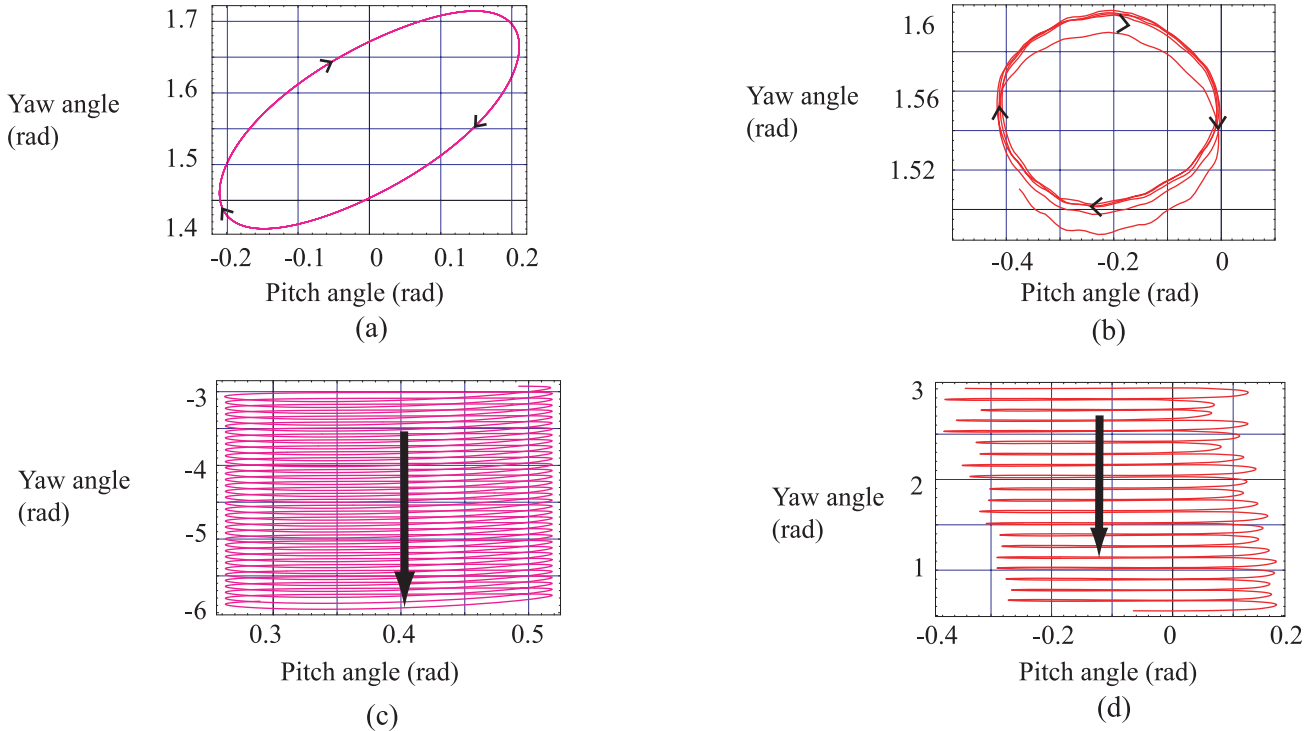 1.7
1.6
1.5
1.4
Yaw angle
(rad)
-0.2
-0.1
0
0.1
0.2
Pitch angle (rad)
(a)
1.6
1.56
1.52
Yaw angle
(rad)
-0.4
-0.2
0
Pitch angle (rad)
(b)
-3
-4
-5
-6
Yaw angle
(rad)
0.3
0.4
0.5
Pitch angle (rad)
(c)
3
2
1
Yaw angle
(rad)
-0.4
-0.2
0
0.2
Pitch angle (rad)
(d)